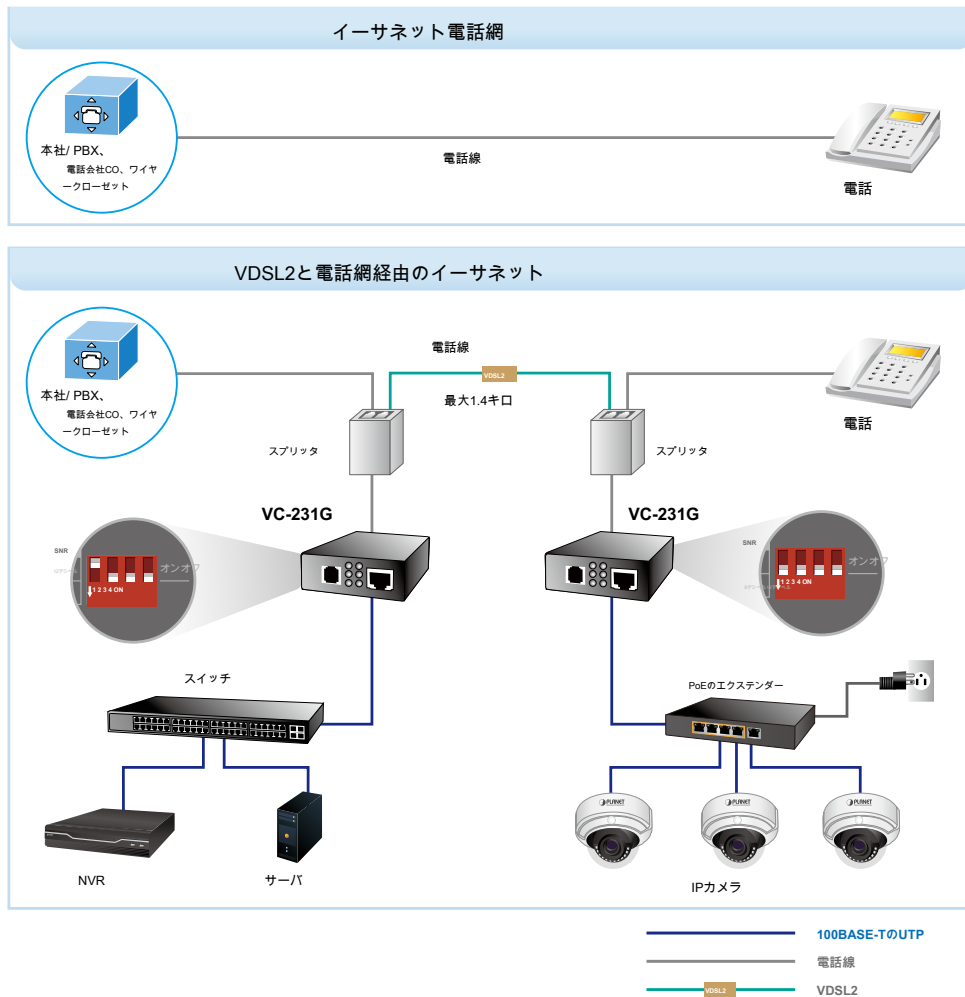 イーサネット電話網
本社/ PBX、
電話会社CO、ワイヤ
ークローゼット
電話線
電話
VDSL2と電話網経由のイーサネット
本社/ PBX、
電話会社CO、ワイヤ
ークローゼット
電話線
VDSL2
最大1.4キロ
電話
スプリッタ
スプリッタ
VC-231G
VC-231G
SNR
オンオフ
1 2 3 4 ON
SNR
オンオフ
1 2 3 4 ON
スイッチ
PoEのエクステンダー
PLANET
PLANET
PLANET
NVR
サーバ
IPカメラ
100BASE-TのUTP
電話線
VDSL2
VDSL2